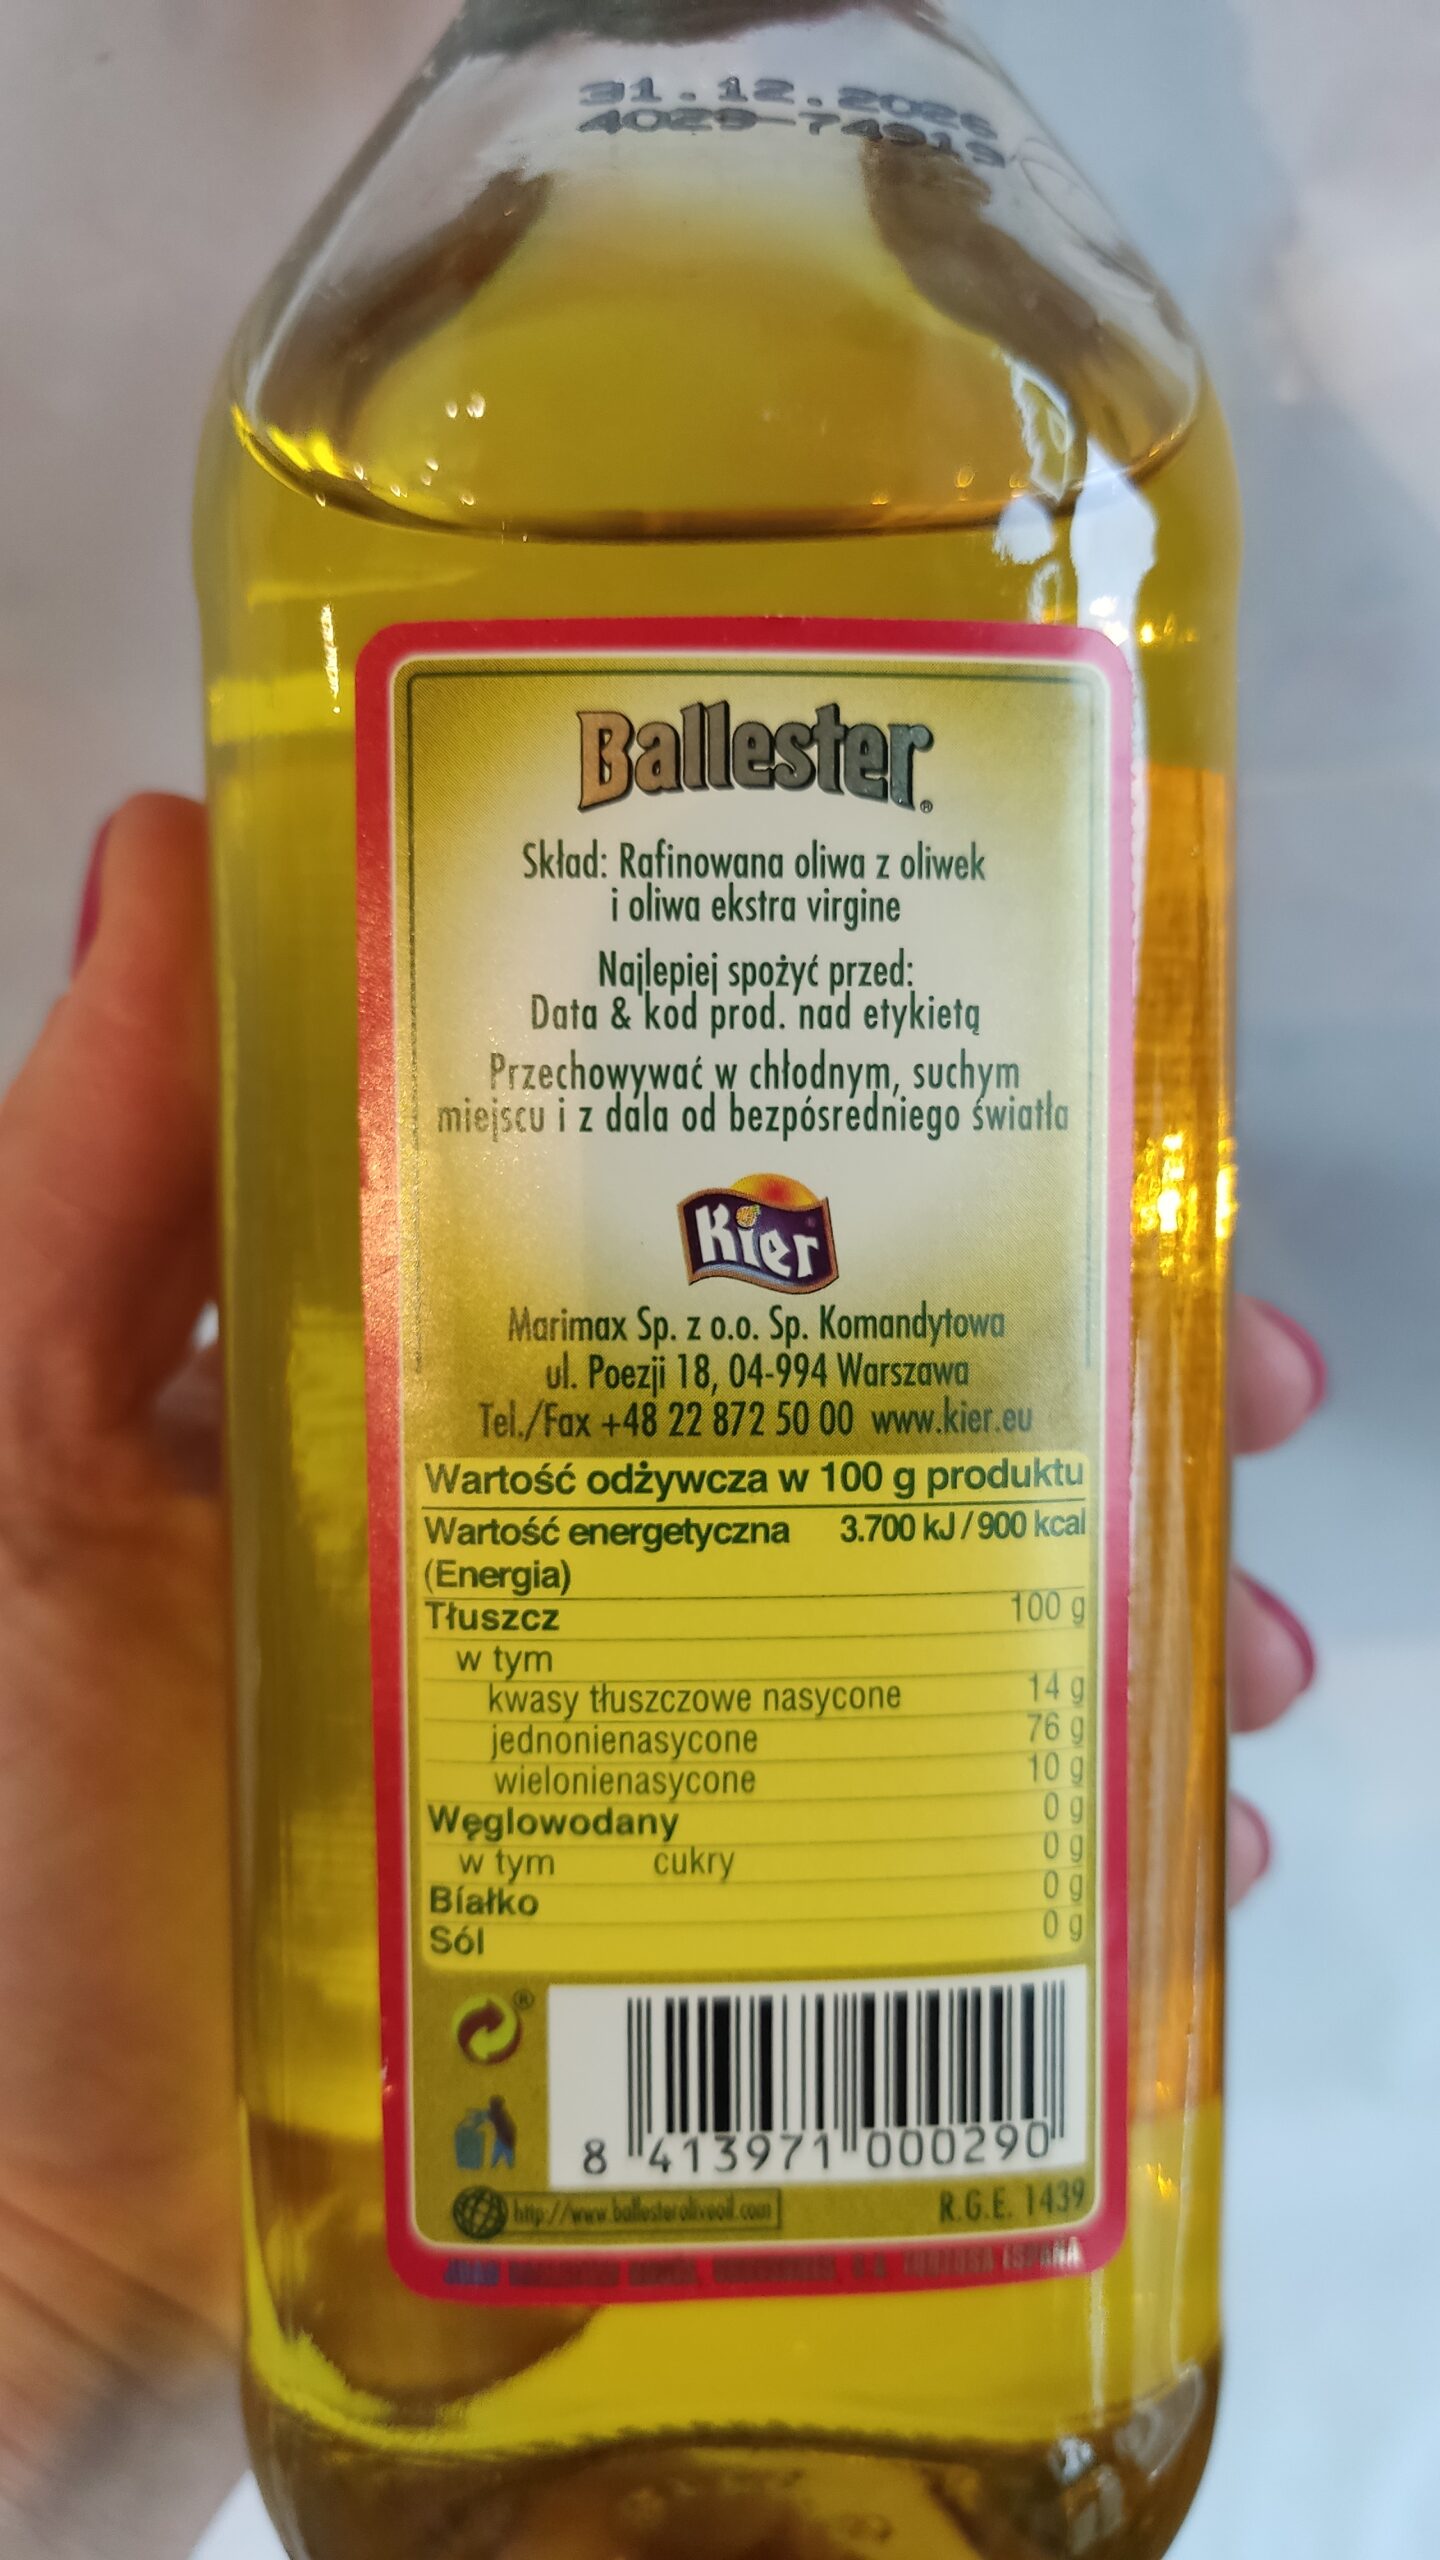 31.12.2026
4029-74919
Ballester®
Skład: Rafinowana oliwa z oliwek
i oliwa ekstra virgine
Najlepiej spożyć przed:
Data & kod prod. nad etykietą
Przechowywać w chłodnym, suchym
miejscu i z dala od bezpósredniego światła
Kier
Marimax Sp. z o.o. Sp. Komandytowa
ul. Poezji 18, 04-994 Warszawa
Tel./Fax +48 22 872 50 00 www.kier.eu
Wartość odżywcza w 100 g produktu
Wartość energetyczna 3.700 kJ/900 kcal
(Energia)
Tłuszcz 100 g
w tym
kwasy tłuszczowe nasycone 14 g
jednonienasycone 76 g
wielonienasycone 10 g
Węglowodany 0 g
w tym cukry 0 g
Białko 0 g
Sól 0 g
8 413971 000290
http://www.ballesteroliveoil.com
R.G.E. 1439
TORTOSA ESPAÑA